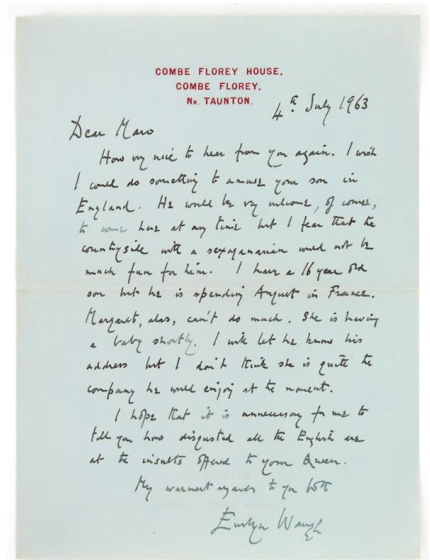 COMBE FLOREY HOUSE,
COMBE FLOREY,
NR. TAUNTON.
4th July 1963
Dear Maro
How very nice to hear from you again. I wish
I could do something to amuse your son in
England. He would be very welcome, of course,
to come here at any time but I fear that the
countryside with a sexagenarian would not be
much fun for him. I have a 16 year old
son but he is spending August in France.
Margaret, alas, can't do much. She is having
a baby shortly. I will let her know his
address but I don't think she is quite the
company he would enjoy at the moment.
I hope that it is unnecessary for me to
tell you how disgusted all the English are
at the insults offered to your Queen.
My warmest regards to you both
Evelyn Waugh